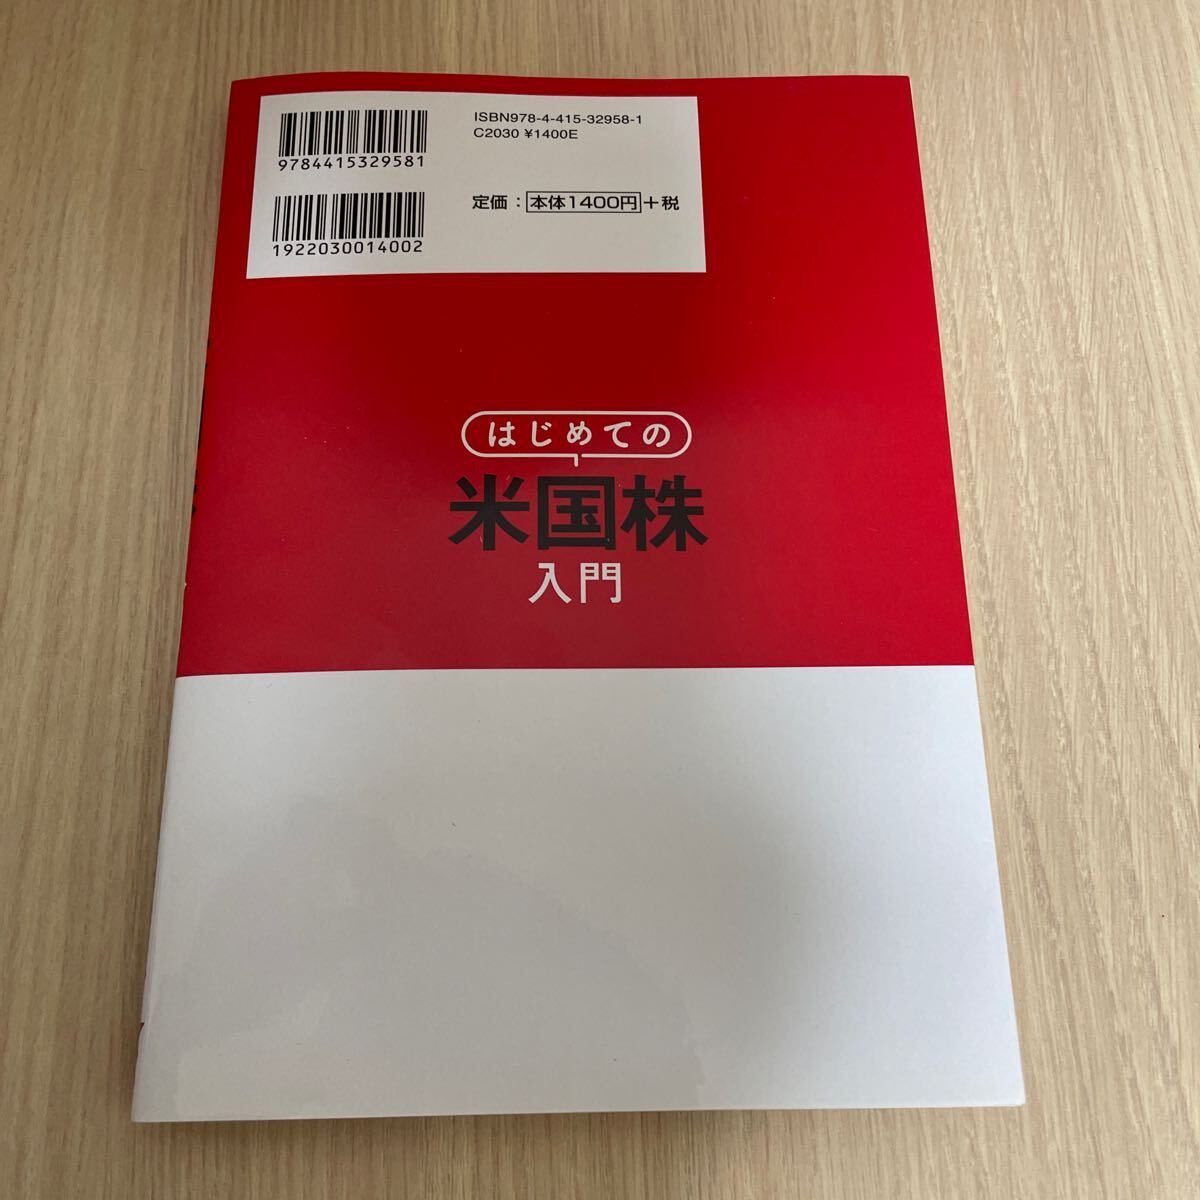 ISBN978-4-415-32958-1
C2030 ¥1400E
9784415329581
定価：本体1400円+税
1922030014002
はじめての
米国株
入門